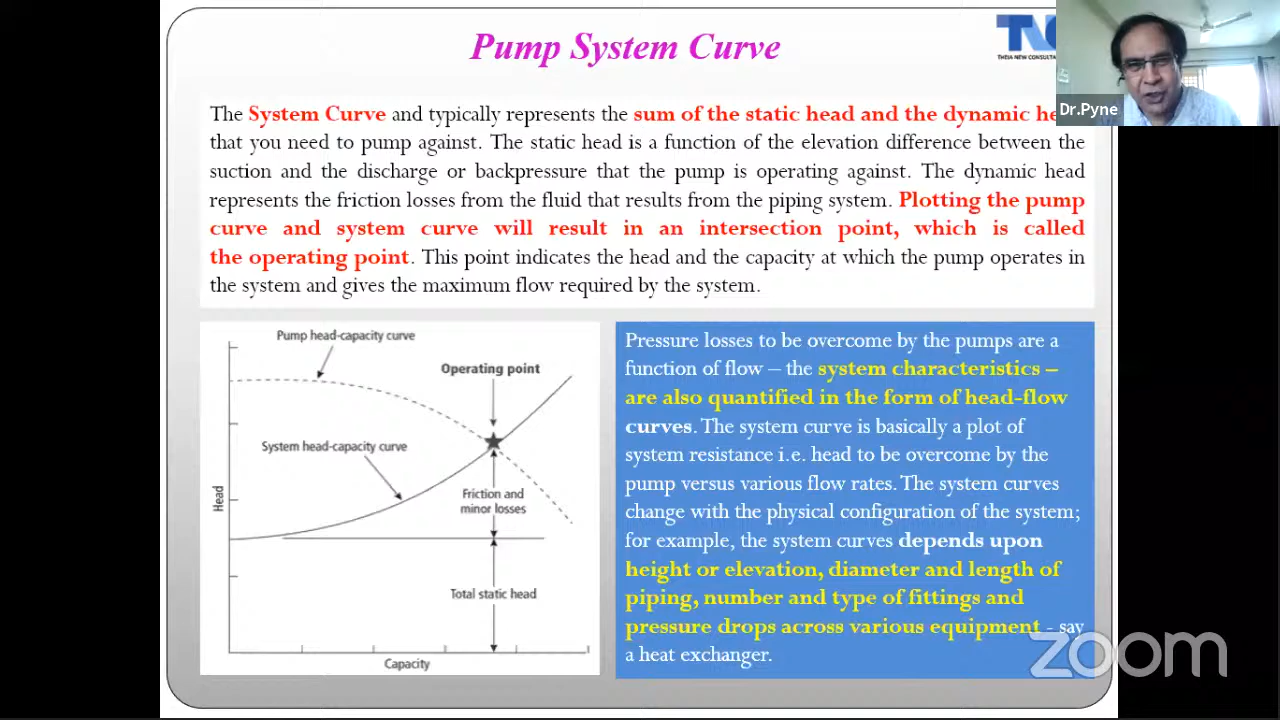 Pump System Curve
THEIA NEW CONSULTA
Dr.Pyne
The System Curve and typically represents the sum of the static head and the dynamic he
that you need to pump against. The static head is a function of the elevation difference between the
suction and the discharge or backpressure that the pump is operating against. The dynamic head
represents the friction losses from the fluid that results from the piping system. Plotting the pump
curve and system curve will result in an intersection point, which is called
the operating point. This point indicates the head and the capacity at which the pump operates in
the system and gives the maximum flow required by the system.
Pump head-capacity curve
Operating point
System head-capacity curve
Head
Friction and
minor losses
Total static head
Capacity
Pressure losses to be overcome by the pumps are a
function of flow – the system characteristics –
are also quantified in the form of head-flow
curves. The system curve is basically a plot of
system resistance i.e. head to be overcome by the
pump versus various flow rates. The system curves
change with the physical configuration of the system;
for example, the system curves depends upon
height or elevation, diameter and length of
piping, number and type of fittings and
pressure drops across various equipment - say
a heat exchanger.
zoom